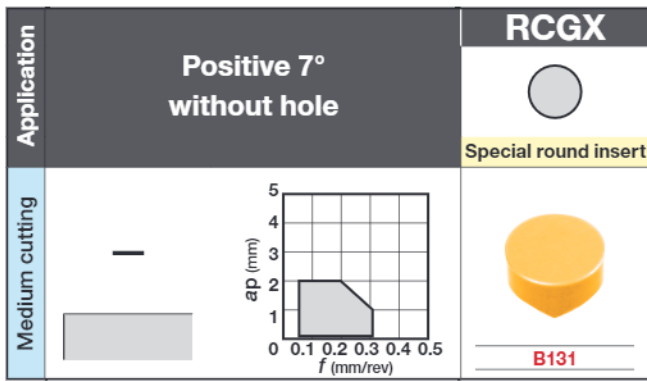 Application
Positive 7°
without hole
RCGX
Special round insert
Medium cutting
—
ap (mm)
5
4
3
2
1
0 0.1 0.2 0.3 0.4 0.5
f (mm/rev)
B131